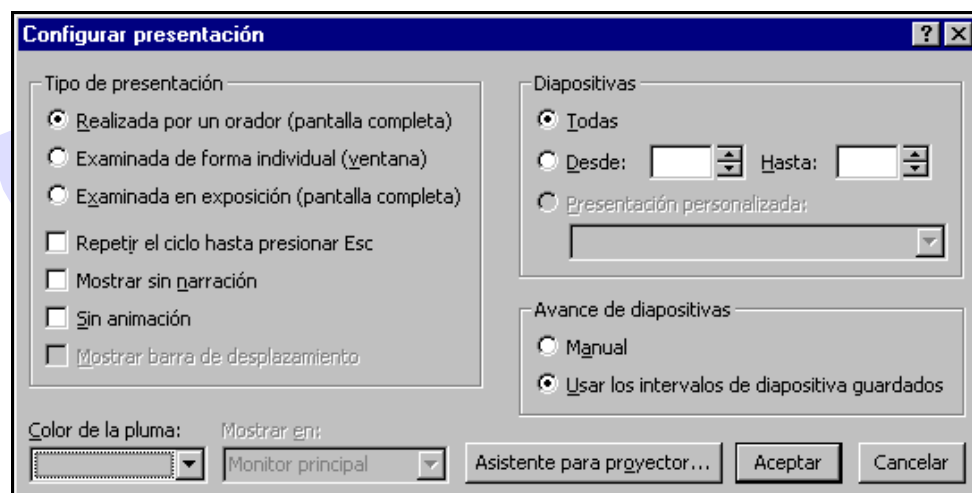 Configurar presentación
Tipo de presentación
Realizada por un orador (pantalla completa)
Examinada de forma individual (ventana)
Examinada en exposición (pantalla completa)
Repetir el ciclo hasta presionar Esc
Mostrar sin narración
Sin animación
Mostrar barra de desplazamiento
Diapositivas
Todas
Desde: Hasta:
Presentación personalizada:
Avance de diapositivas
Manual
Usar los intervalos de diapositiva guardados
Color de la pluma: Mostrar en:
Monitor principal Asistente para proyector... Aceptar Cancelar